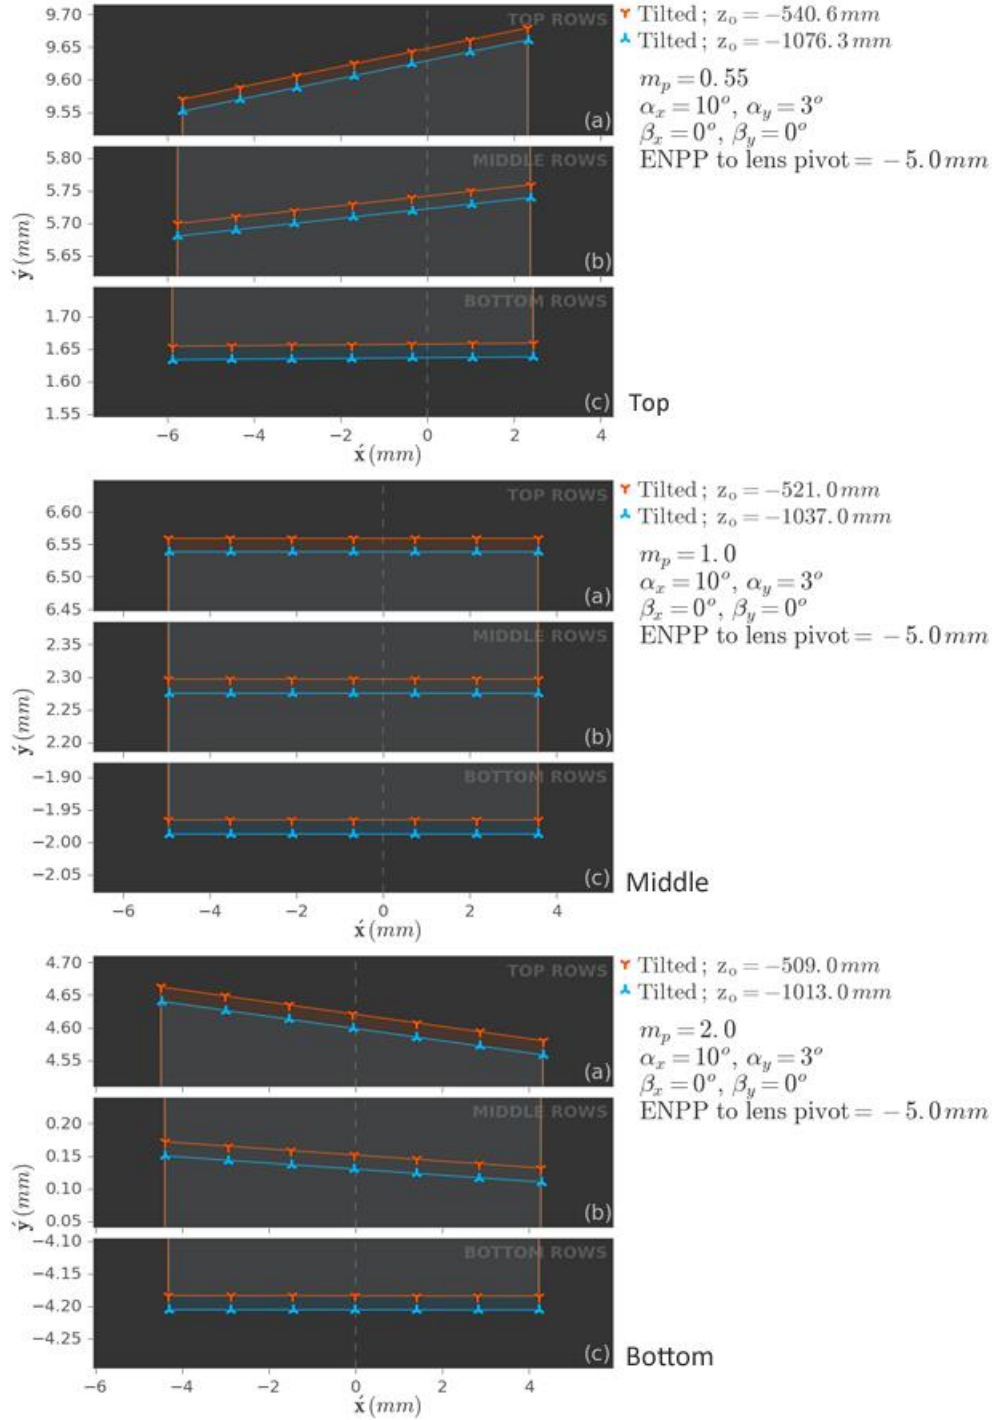 TOP ROWS
9.70
9.65
9.60
9.55
(a)
Tilted ; z₀ = −540.6 mm
Tilted ; z₀ = −1076.3 mm
m_p = 0.55
α_x = 10°, α_y = 3°
β_x = 0°, β_y = 0°
ENPP to lens pivot = −5.0 mm
MIDDLE ROWS
5.80
5.75
5.70
5.65
(b)
ý (mm)
BOTTOM ROWS
1.70
1.65
1.60
1.55
(c)
Top
−6 −4 −2 0 2 4
x́ (mm)
TOP ROWS
6.60
6.55
6.50
6.45
(a)
Tilted ; z₀ = −521.0 mm
Tilted ; z₀ = −1037.0 mm
m_p = 1.0
α_x = 10°, α_y = 3°
β_x = 0°, β_y = 0°
ENPP to lens pivot = −5.0 mm
MIDDLE ROWS
2.35
2.30
2.25
2.20
(b)
ý (mm)
BOTTOM ROWS
−1.90
−1.95
−2.00
−2.05
(c)
Middle
−6 −4 −2 0 2 4
x́ (mm)
TOP ROWS
4.70
4.65
4.60
4.55
(a)
Tilted ; z₀ = −509.0 mm
Tilted ; z₀ = −1013.0 mm
m_p = 2.0
α_x = 10°, α_y = 3°
β_x = 0°, β_y = 0°
ENPP to lens pivot = −5.0 mm
MIDDLE ROWS
0.20
0.15
0.10
0.05
(b)
ý (mm)
BOTTOM ROWS
−4.10
−4.15
−4.20
−4.25
(c)
Bottom
−6 −4 −2 0 2 4
x́ (mm)